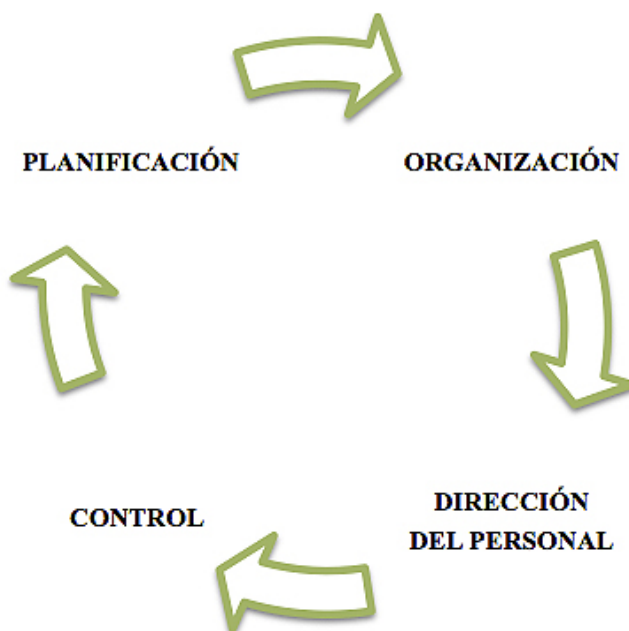 PLANIFICACIÓN
ORGANIZACIÓN
DIRECCIÓN
DEL PERSONAL
CONTROL